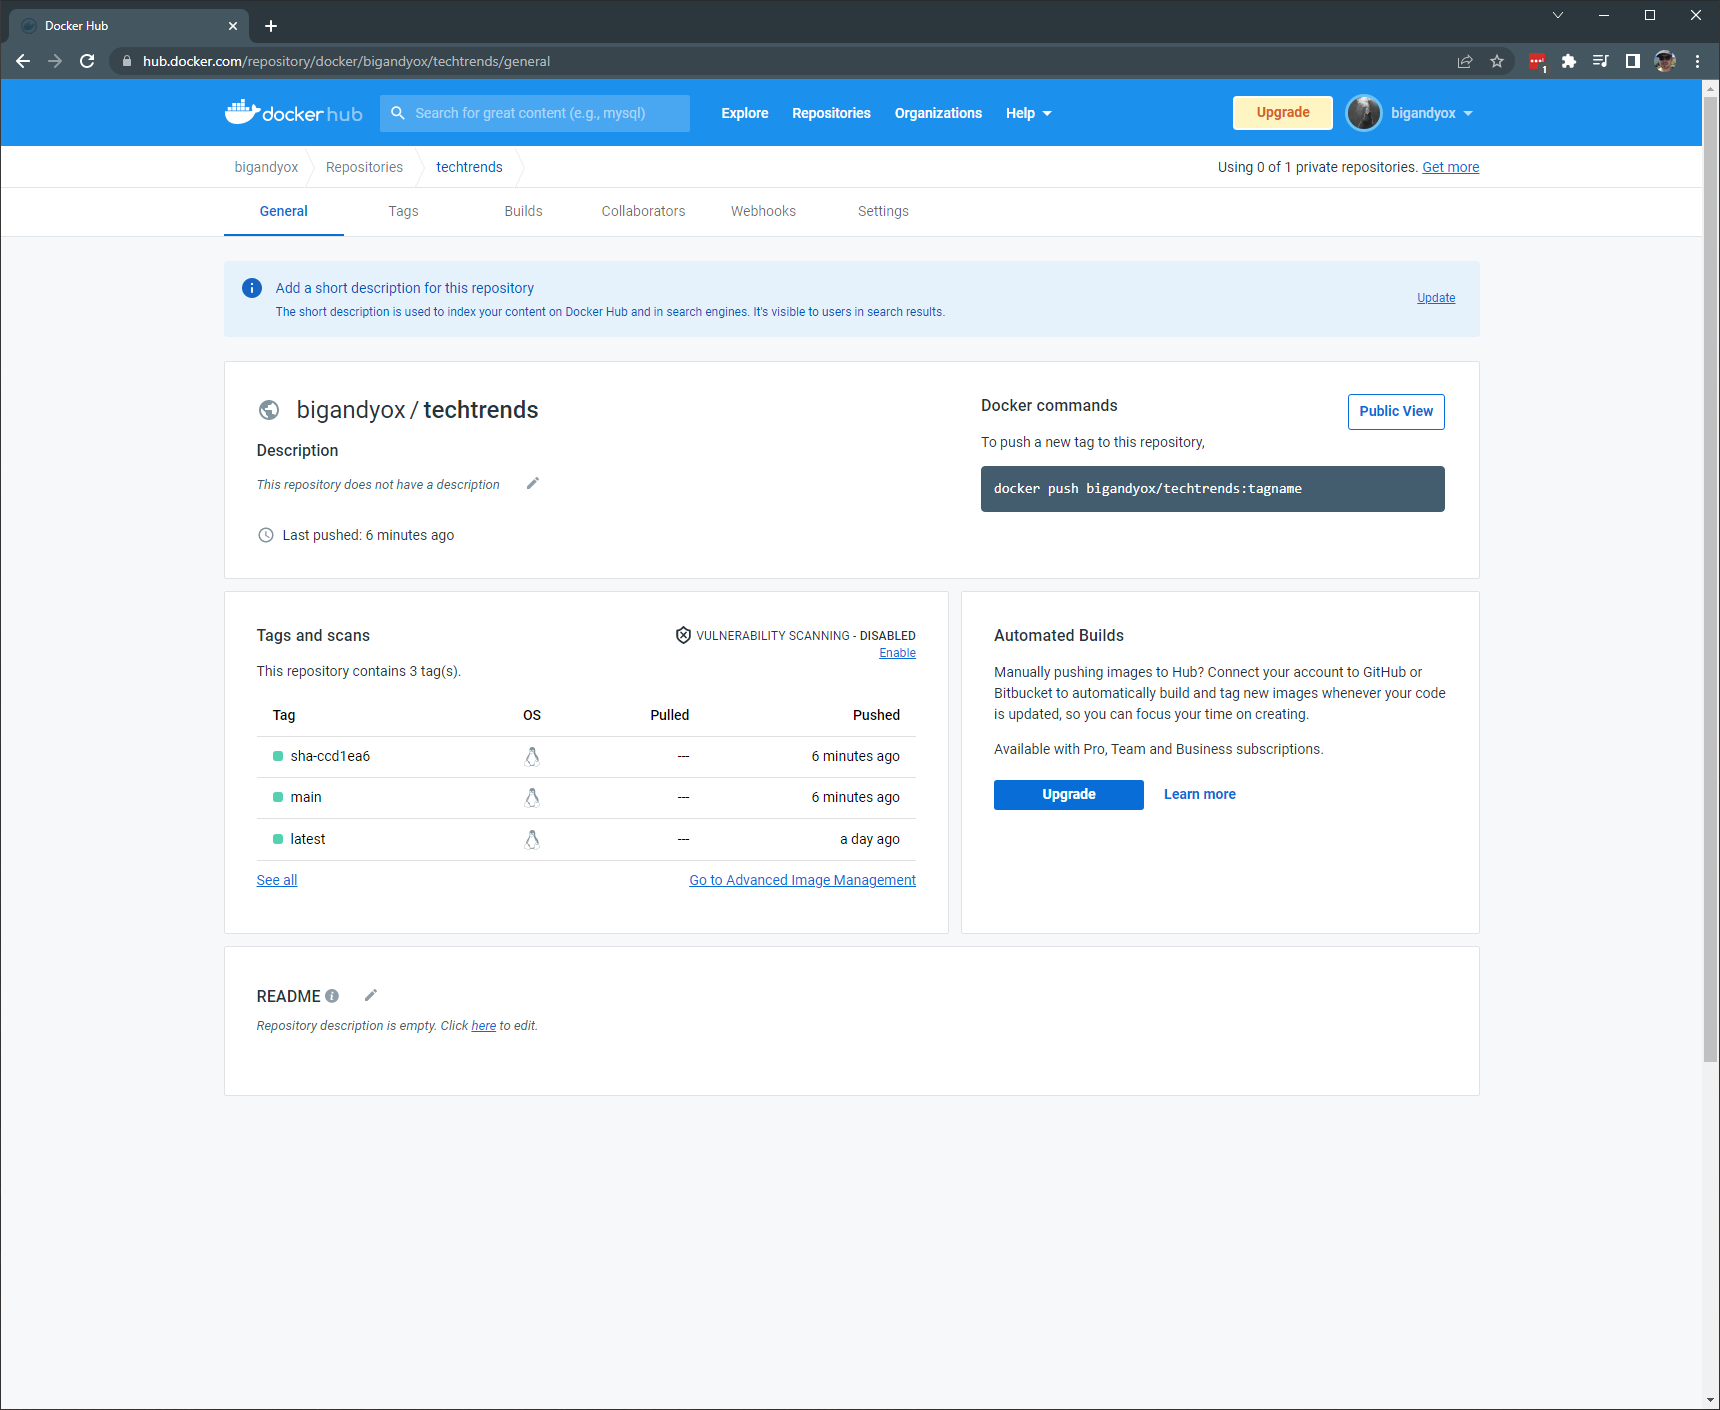 Docker Hub
hub.docker.com/repository/docker/bigandyox/techtrends/general
1
docker hub
Search for great content (e.g., mysql)
Explore
Repositories
Organizations
Help
Upgrade
bigandyox
bigandyox
Repositories
techtrends
Using 0 of 1 private repositories. Get more
General
Tags
Builds
Collaborators
Webhooks
Settings
Add a short description for this repository
The short description is used to index your content on Docker Hub and in search engines. It's visible to users in search results.
Update
bigandyox / techtrends
Description
This repository does not have a description
Last pushed: 6 minutes ago
Docker commands
Public View
To push a new tag to this repository,
docker push bigandyox/techtrends:tagname
Tags and scans
VULNERABILITY SCANNING - DISABLED
Enable
This repository contains 3 tag(s).
Tag OS Pulled Pushed
sha-ccd1ea6 --- 6 minutes ago
main --- 6 minutes ago
latest --- a day ago
See all
Go to Advanced Image Management
Automated Builds
Manually pushing images to Hub? Connect your account to GitHub or
Bitbucket to automatically build and tag new images whenever your code
is updated, so you can focus your time on creating.
Available with Pro, Team and Business subscriptions.
Upgrade
Learn more
README
Repository description is empty. Click here to edit.